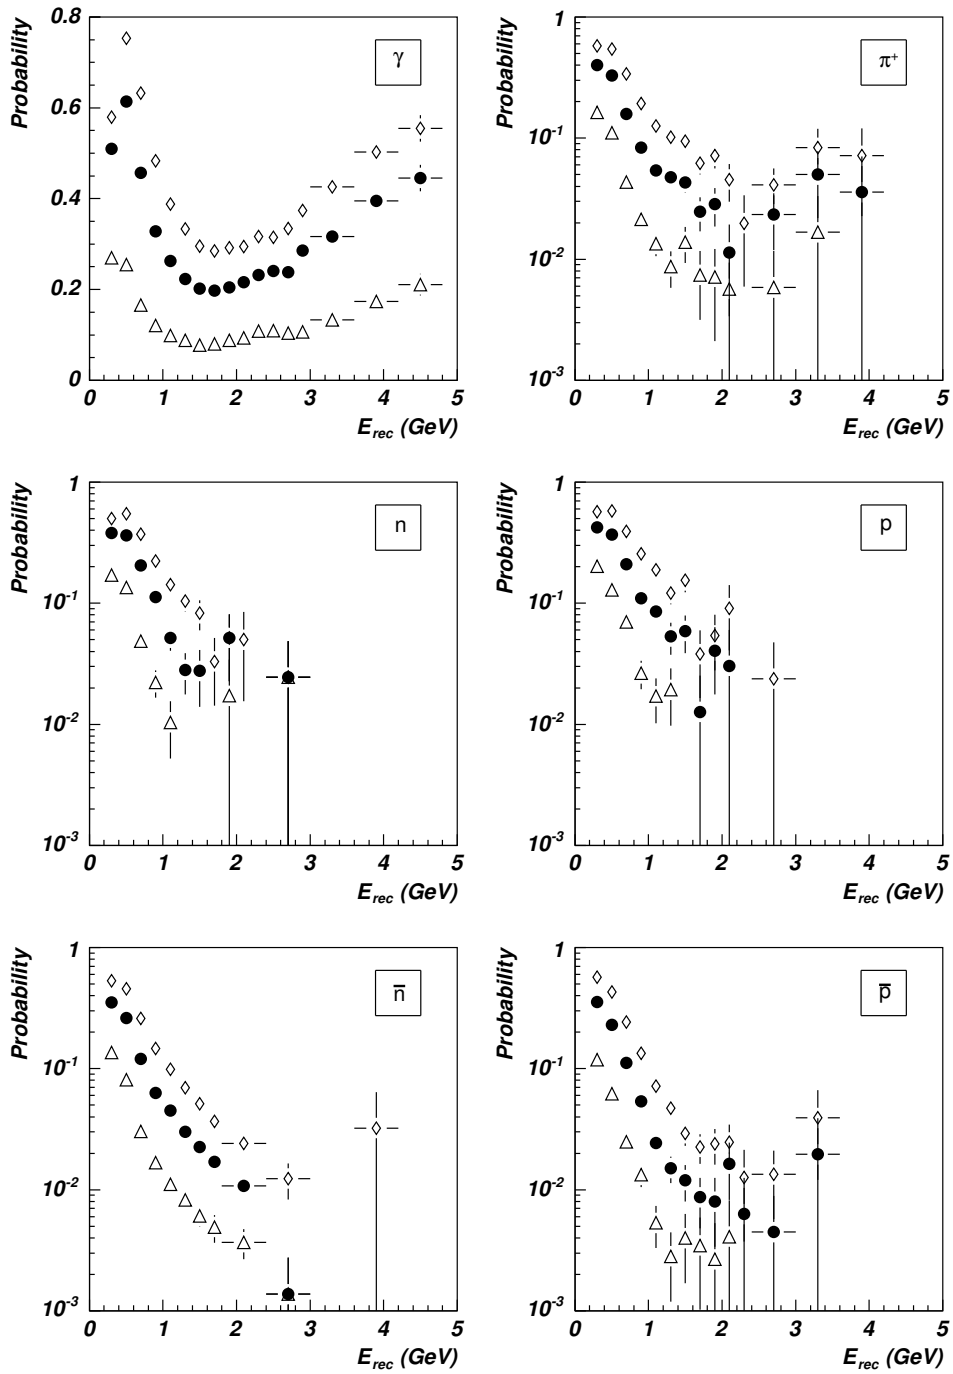 Probability
0.8
0.6
0.4
0.2
0
γ
0 1 2 3 4 5
E_rec (GeV)
Probability
1
10^-1
10^-2
10^-3
π^+
0 1 2 3 4 5
E_rec (GeV)
Probability
1
10^-1
10^-2
10^-3
n
0 1 2 3 4 5
E_rec (GeV)
Probability
1
10^-1
10^-2
10^-3
p
0 1 2 3 4 5
E_rec (GeV)
Probability
1
10^-1
10^-2
10^-3
n̅
0 1 2 3 4 5
E_rec (GeV)
Probability
1
10^-1
10^-2
10^-3
p̅
0 1 2 3 4 5
E_rec (GeV)